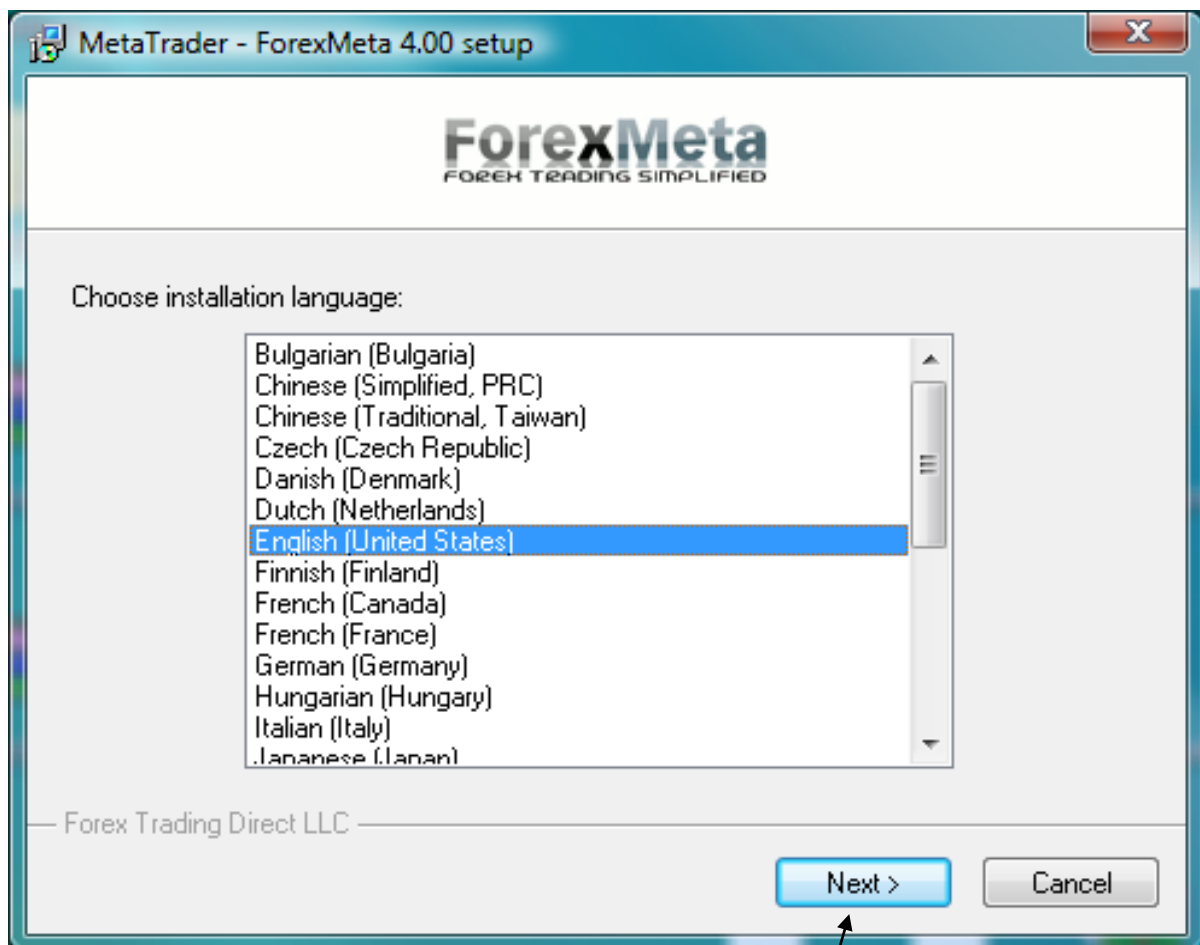 MetaTrader - ForexMeta 4.00 setup
ForexMeta
FOREX TRADING SIMPLIFIED
Choose installation language:
Bulgarian (Bulgaria)
Chinese (Simplified, PRC)
Chinese (Traditional, Taiwan)
Czech (Czech Republic)
Danish (Denmark)
Dutch (Netherlands)
English (United States)
Finnish (Finland)
French (Canada)
French (France)
German (Germany)
Hungarian (Hungary)
Italian (Italy)
Japanese (Japan)
Forex Trading Direct LLC
Next > Cancel